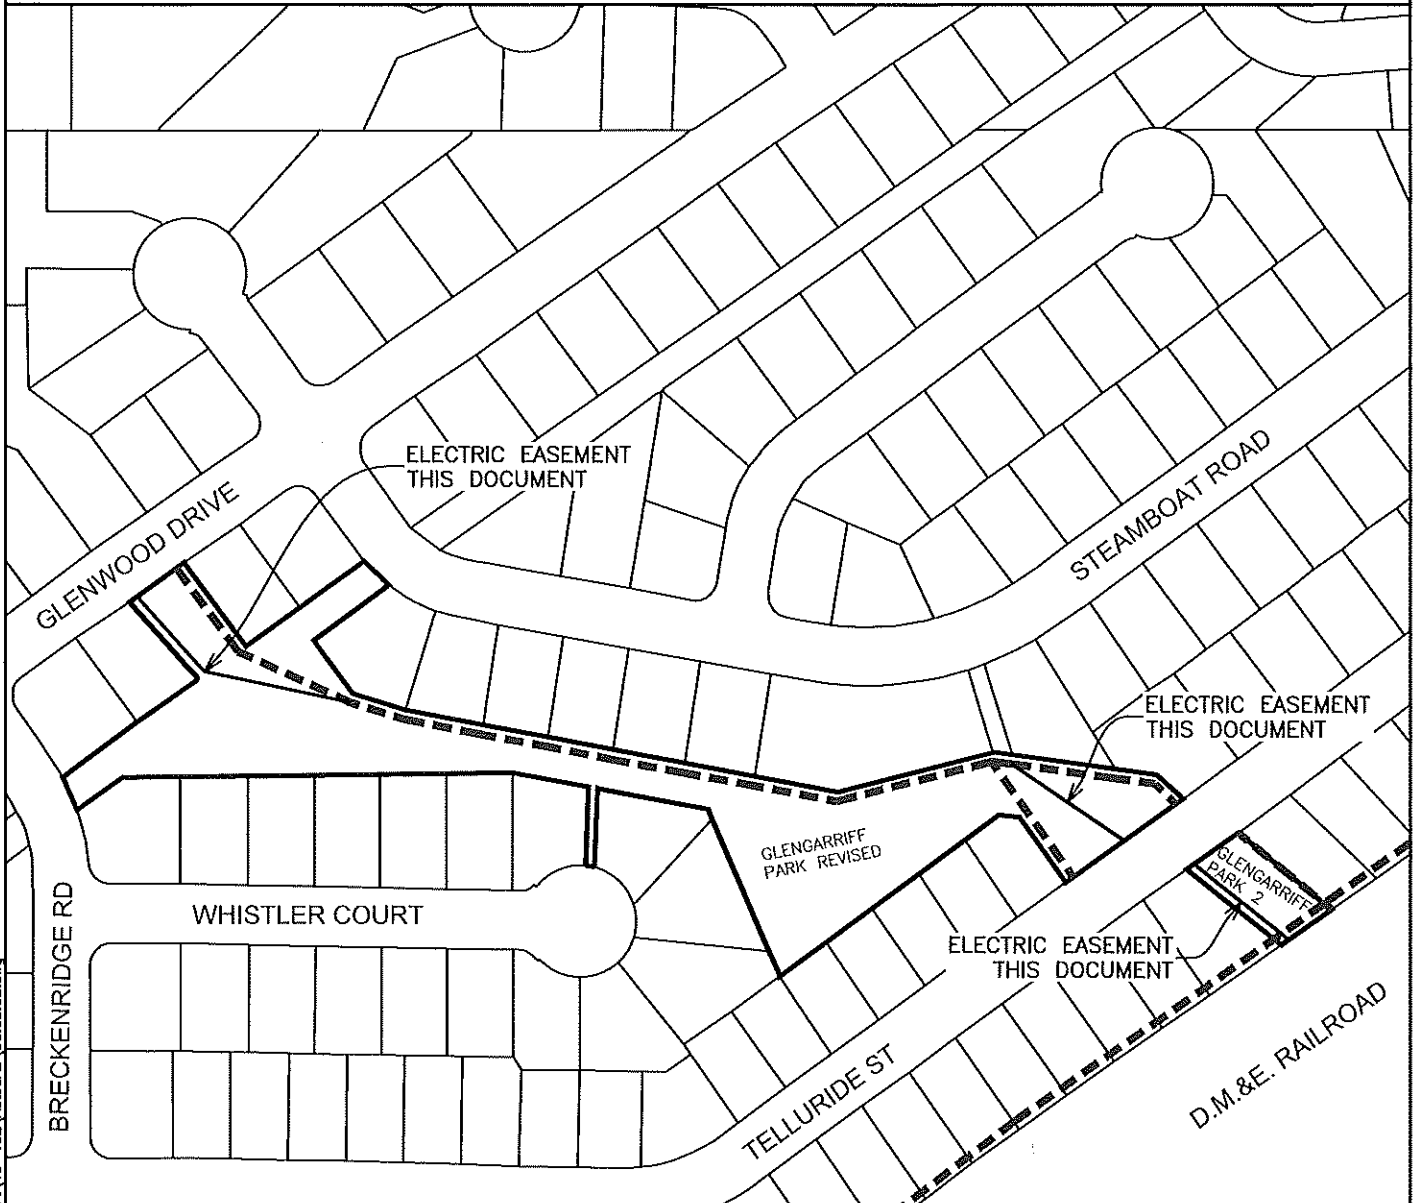 ELECTRIC EASEMENT
THIS DOCUMENT
GLENWOOD DRIVE
STEAMBOAT ROAD
ELECTRIC EASEMENT
THIS DOCUMENT
GLENGARRIFF
PARK REVISED
GLENGARRIFF
PARK 2
WHISTLER COURT
BRECKENRIDGE RD
ELECTRIC EASEMENT
THIS DOCUMENT
TELLURIDE ST
D.M.&E. RAILROAD